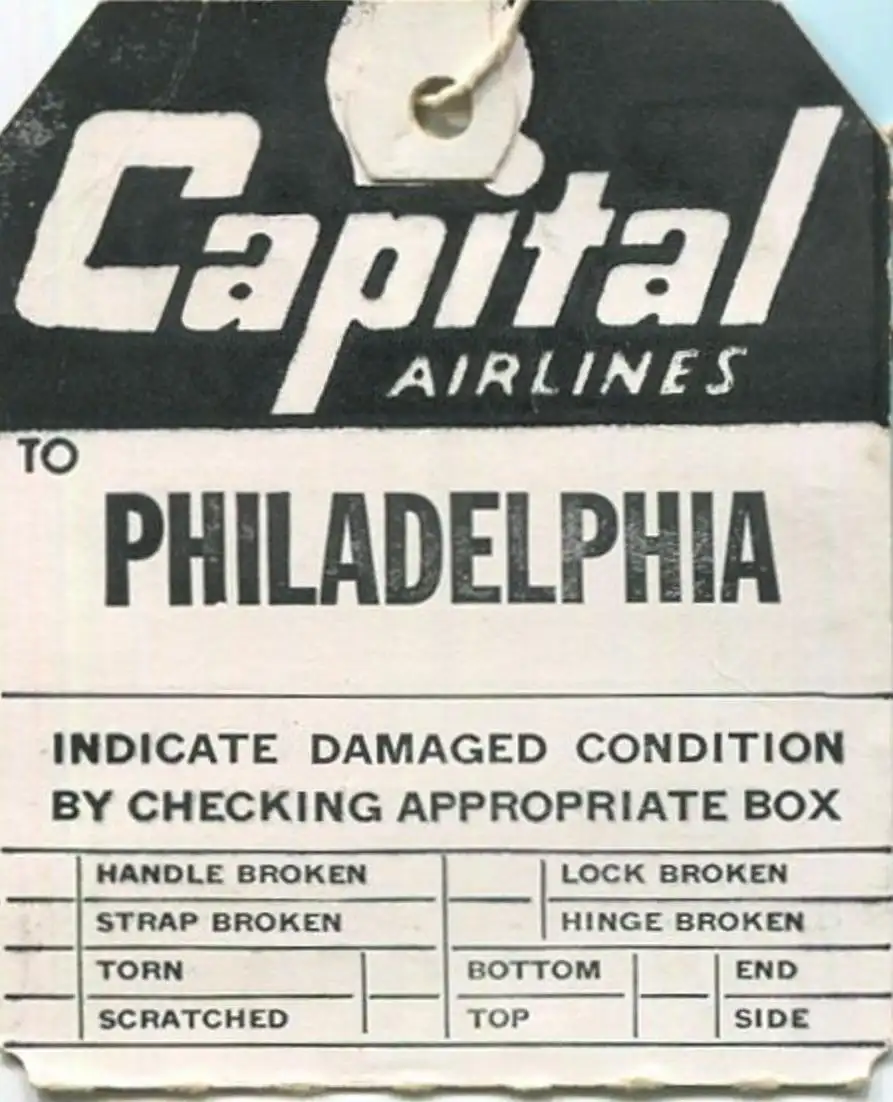 Capital
AIRLINES
TO
PHILADELPHIA
INDICATE DAMAGED CONDITION
BY CHECKING APPROPRIATE BOX
HANDLE BROKEN LOCK BROKEN
STRAP BROKEN HINGE BROKEN
TORN BOTTOM END
SCRATCHED TOP SIDE